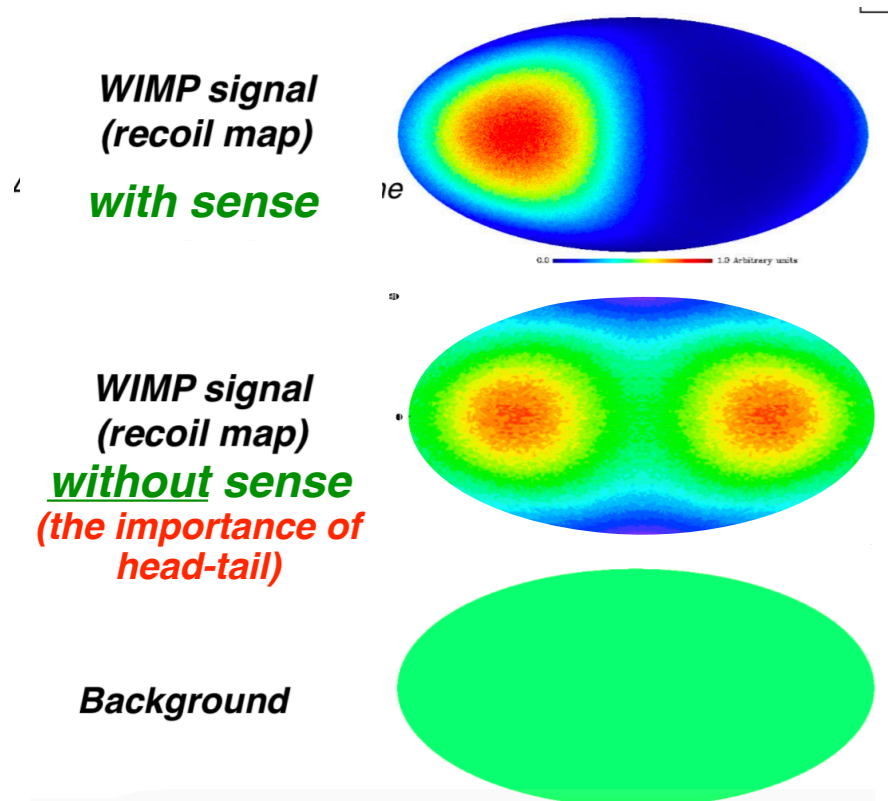 WIMP signal
(recoil map)
with sense
0.0 1.0 Arbitrary units
WIMP signal
(recoil map)
without sense
(the importance of
head-tail)
Background